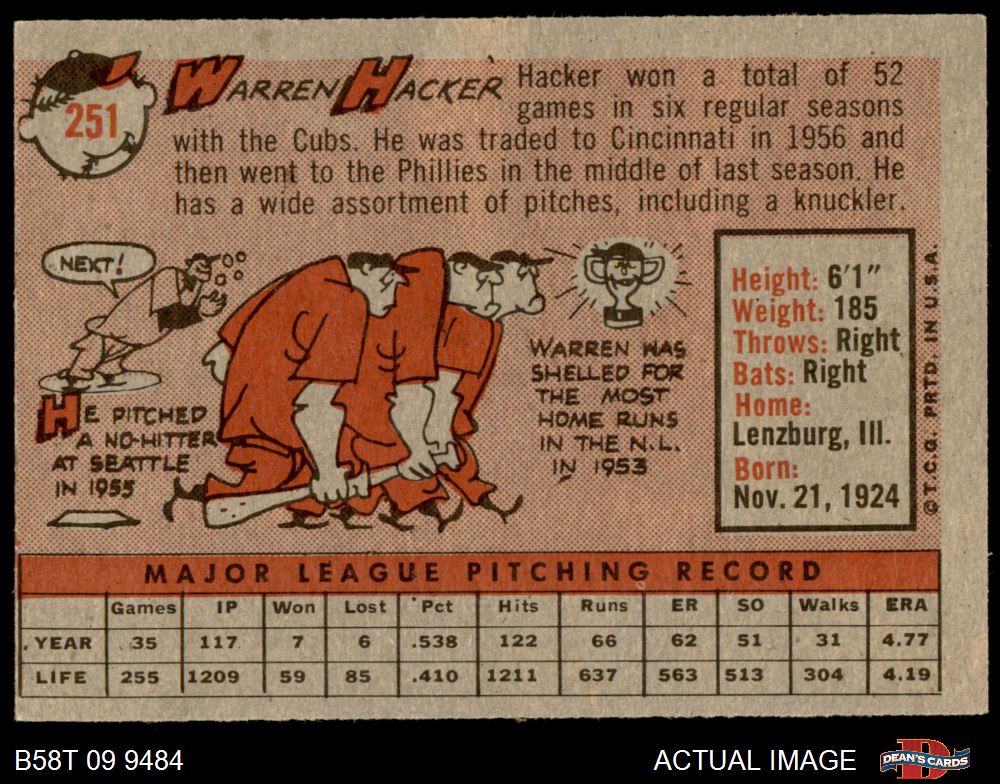 251
WARREN HACKER
Hacker won a total of 52
games in six regular seasons
with the Cubs. He was traded to Cincinnati in 1956 and
then went to the Phillies in the middle of last season. He
has a wide assortment of pitches, including a knuckler.
NEXT!
HE PITCHED
A NO-HITTER
AT SEATTLE
IN 1955
WARREN WAS
SHELLED FOR
THE MOST
HOME RUNS
IN THE N.L.
IN 1953
Height: 6'1"
Weight: 185
Throws: Right
Bats: Right
Home:
Lenzburg, Ill.
Born:
Nov. 21, 1924
© T.C.G. PRTD. IN U.S.A.
MAJOR LEAGUE PITCHING RECORD
Games IP Won Lost Pct Hits Runs ER SO Walks ERA
YEAR 35 117 7 6 .538 122 66 62 51 31 4.77
LIFE 255 1209 59 85 .410 1211 637 563 513 304 4.19
B58T 09 9484
ACTUAL IMAGE
DEAN'S CARDS